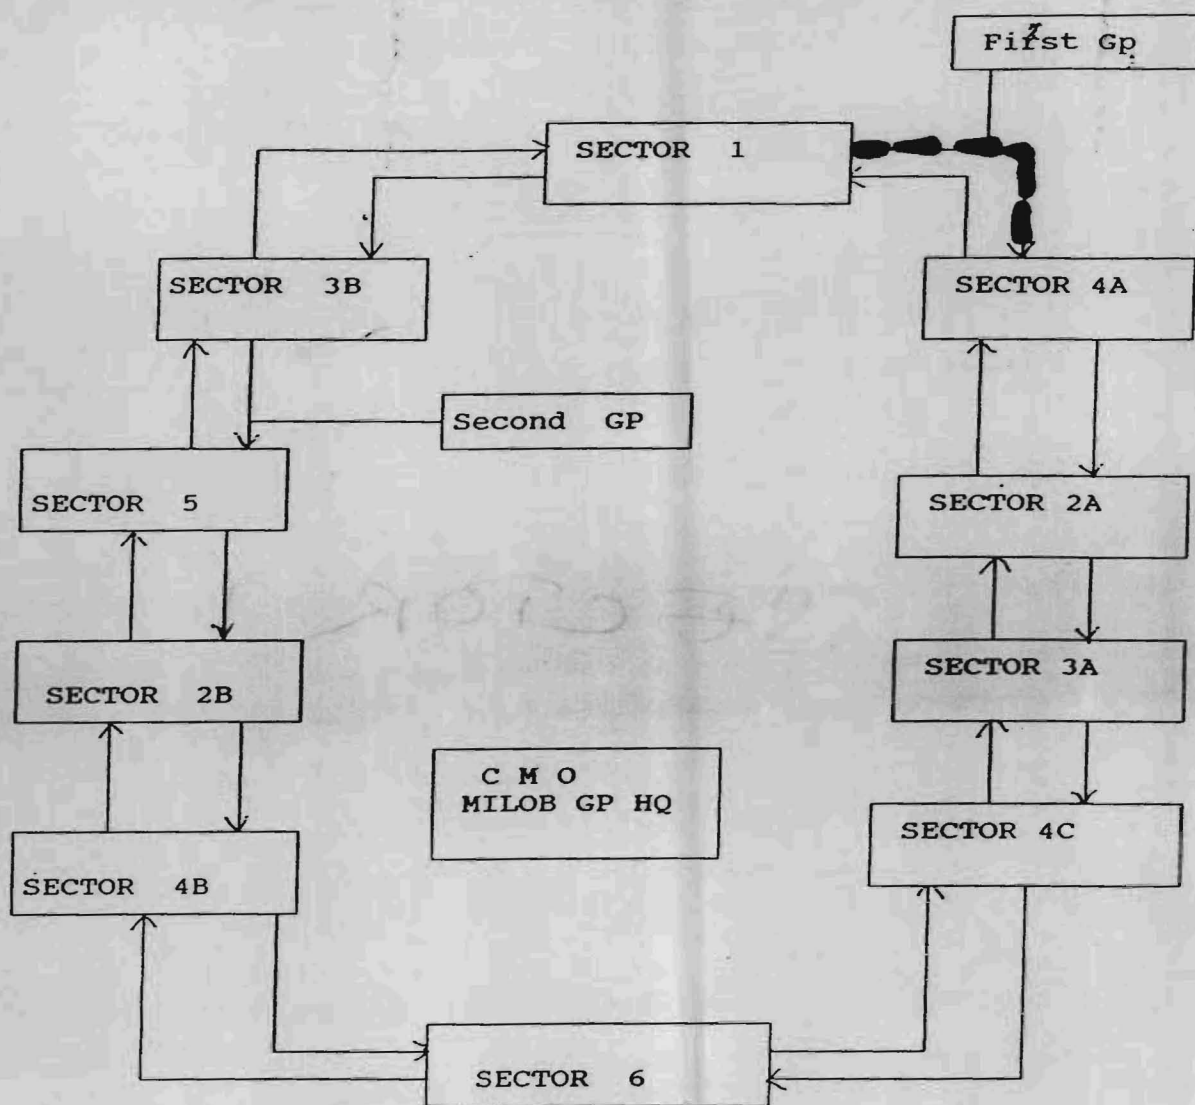 First Gp
SECTOR 1
SECTOR 3B
SECTOR 4A
Second GP
SECTOR 5
SECTOR 2A
SECTOR 2B
SECTOR 3A
C M O
MILOB GP HQ
SECTOR 4C
SECTOR 4B
SECTOR 6